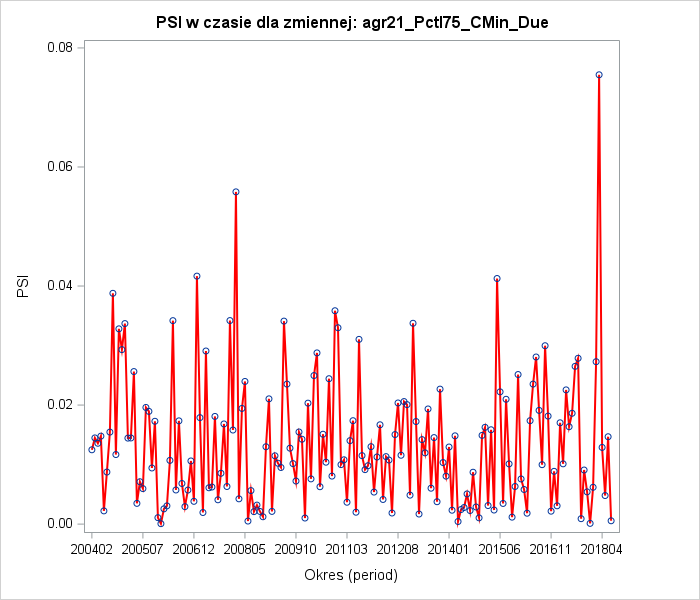 PSI w czasie dla zmiennej: agr21_Pctl75_CMin_Due
0.08
0.06
0.04
0.02
0.00
PSI
200402 200507 200612 200805 200910 201103 201208 201401 201506 201611 201804
Okres (period)